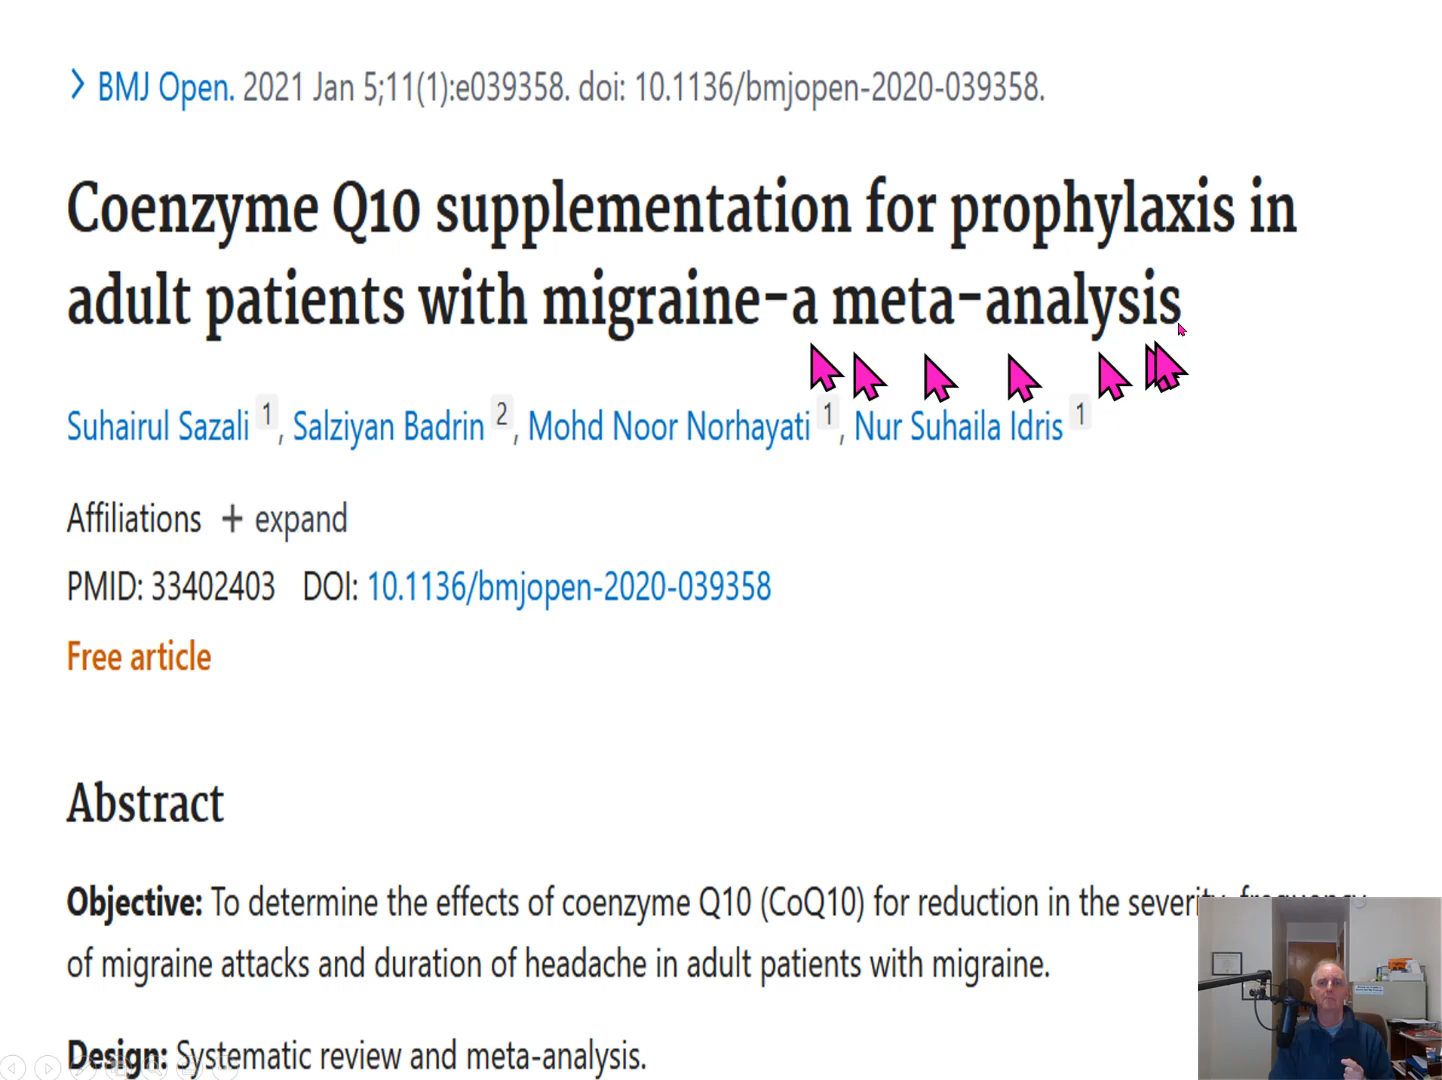 BMJ Open. 2021 Jan 5;11(1):e039358. doi: 10.1136/bmjopen-2020-039358.
Coenzyme Q10 supplementation for prophylaxis in
adult patients with migraine-a meta-analysis
Suhairul Sazali 1, Salziyan Badrin 2, Mohd Noor Norhayati 1, Nur Suhaila Idris 1
Affiliations + expand
PMID: 33402403 DOI: 10.1136/bmjopen-2020-039358
Free article
Abstract
Objective: To determine the effects of coenzyme Q10 (CoQ10) for reduction in the severity, frequency
of migraine attacks and duration of headache in adult patients with migraine.
Design: Systematic review and meta-analysis.